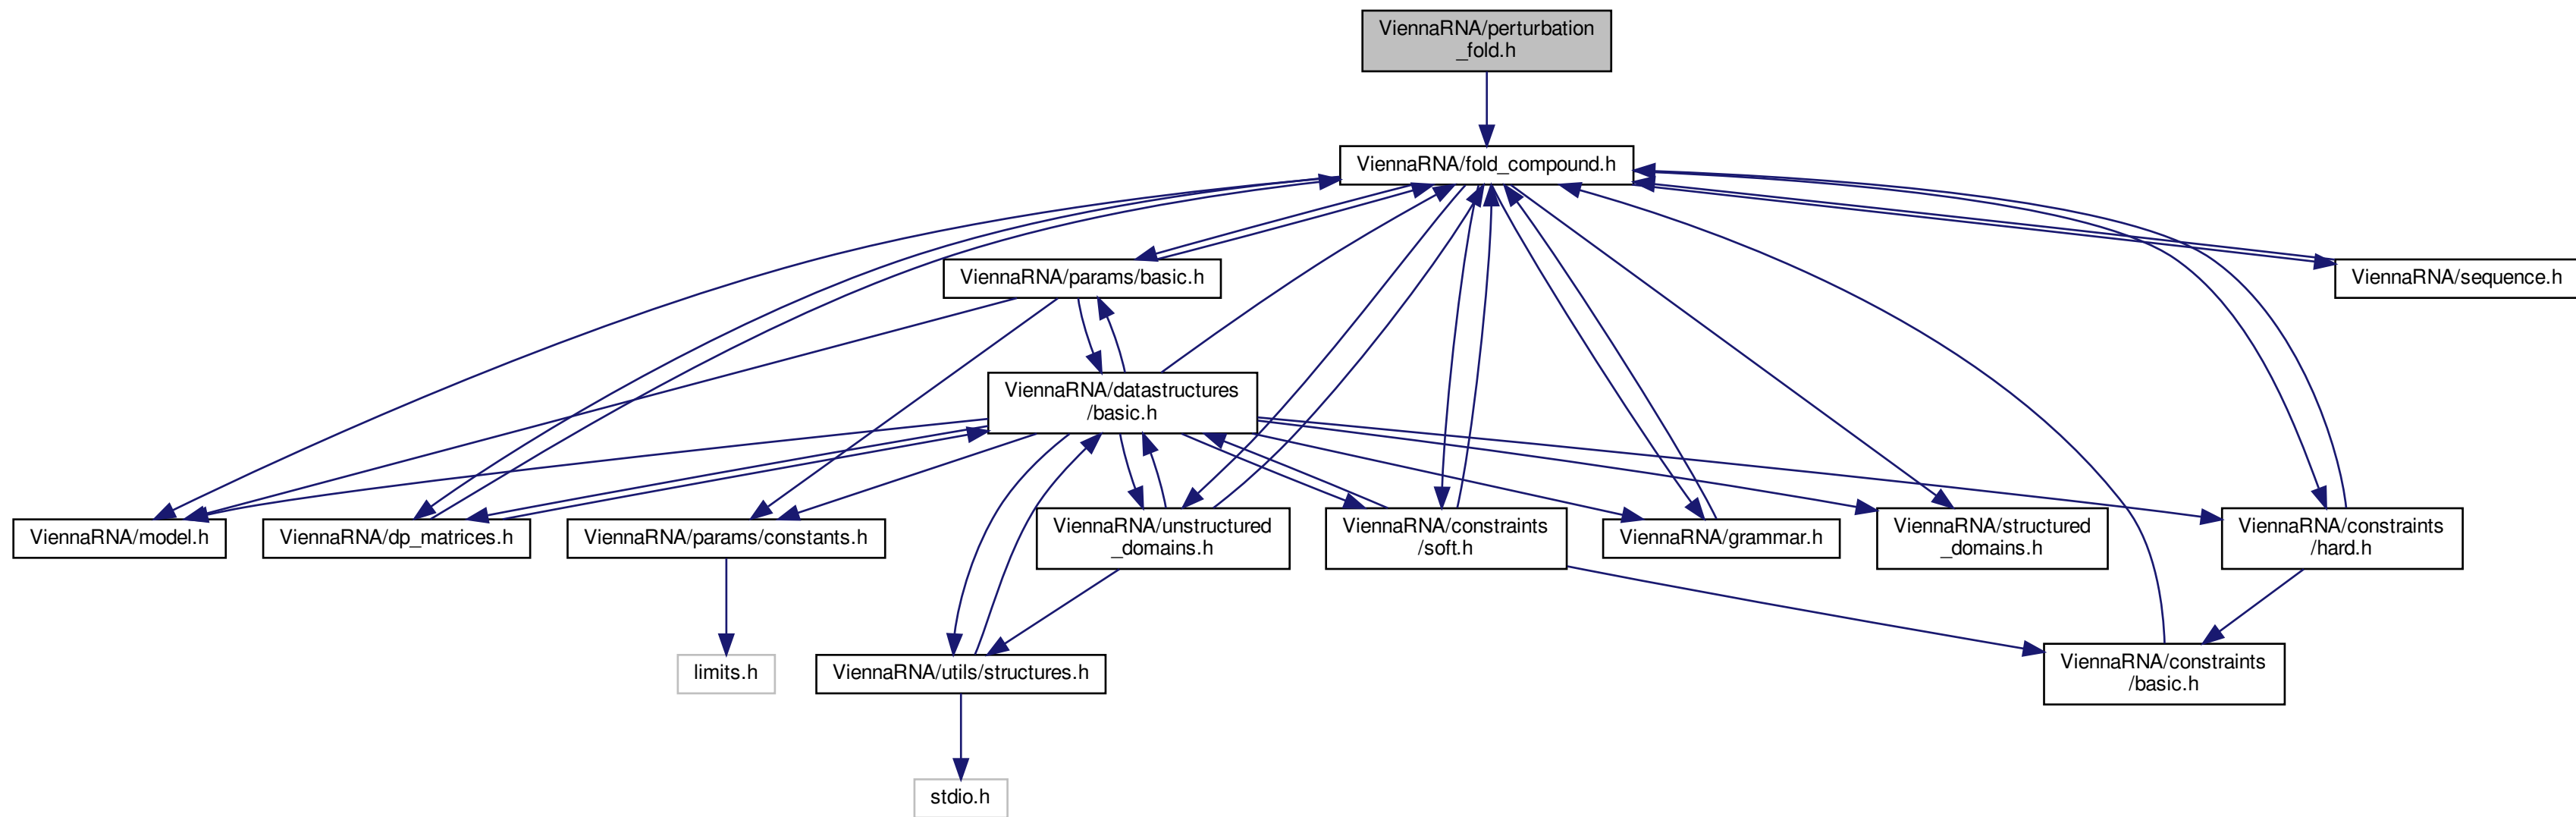 ViennaRNA/perturbation
_fold.h
ViennaRNA/fold_compound.h
ViennaRNA/params/basic.h
ViennaRNA/sequence.h
ViennaRNA/datastructures
/basic.h
ViennaRNA/model.h
ViennaRNA/dp_matrices.h
ViennaRNA/params/constants.h
ViennaRNA/unstructured
_domains.h
ViennaRNA/constraints
/soft.h
ViennaRNA/grammar.h
ViennaRNA/structured
_domains.h
ViennaRNA/constraints
/hard.h
limits.h
ViennaRNA/utils/structures.h
ViennaRNA/constraints
/basic.h
stdio.h